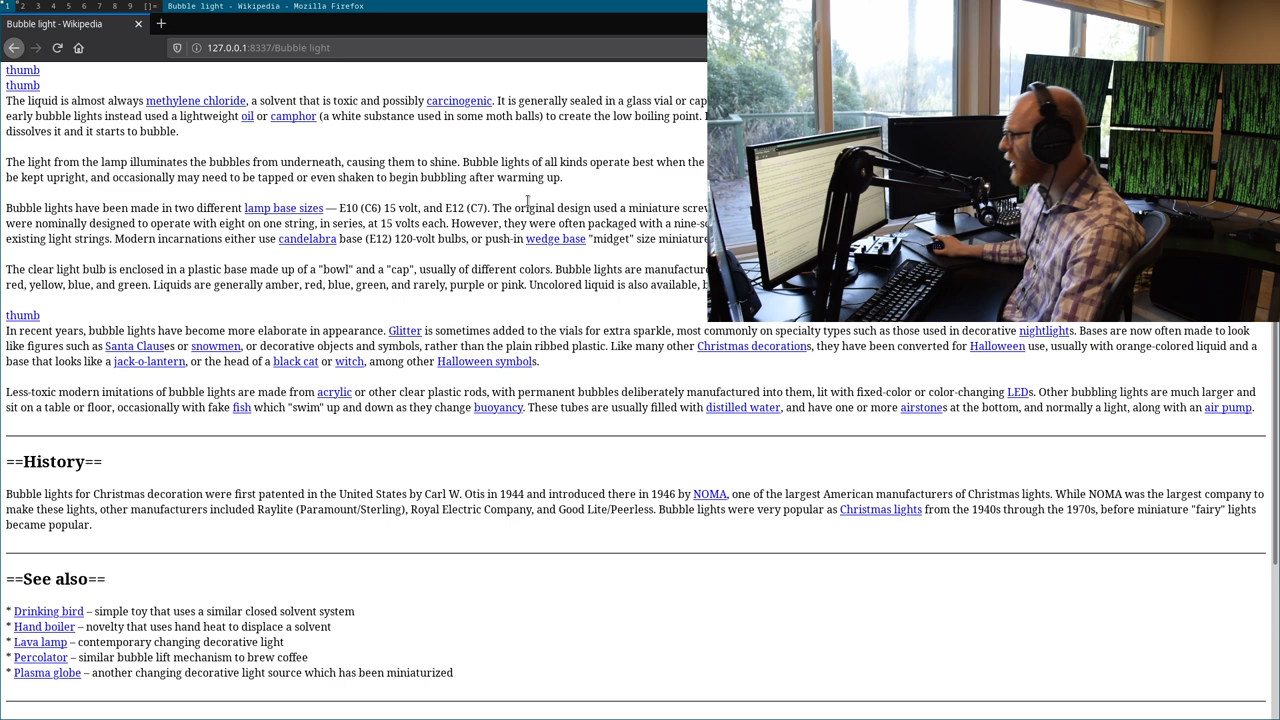 1 2 3 4 5 6 7 8 9 []= Bubble light - Wikipedia - Mozilla Firefox
Bubble light - Wikipedia
127.0.0.1:8337/Bubble light
thumb
thumb
The liquid is almost always methylene chloride, a solvent that is toxic and possibly carcinogenic. It is generally sealed in a glass vial or cap
early bubble lights instead used a lightweight oil or camphor (a white substance used in some moth balls) to create the low boiling point.
dissolves it and it starts to bubble.
The light from the lamp illuminates the bubbles from underneath, causing them to shine. Bubble lights of all kinds operate best when the
be kept upright, and occasionally may need to be tapped or even shaken to begin bubbling after warming up.
Bubble lights have been made in two different lamp base sizes — E10 (C6) 15 volt, and E12 (C7). The original design used a miniature screw
were nominally designed to operate with eight on one string, in series, at 15 volts each. However, they were often packaged with a nine-so
existing light strings. Modern incarnations either use candelabra base (E12) 120-volt bulbs, or push-in wedge base "midget" size miniature
The clear light bulb is enclosed in a plastic base made up of a "bowl" and a "cap", usually of different colors. Bubble lights are manufactur
red, yellow, blue, and green. Liquids are generally amber, red, blue, green, and rarely, purple or pink. Uncolored liquid is also available, b
thumb
In recent years, bubble lights have become more elaborate in appearance. Glitter is sometimes added to the vials for extra sparkle, most commonly on specialty types such as those used in decorative nightlights. Bases are now often made to look
like figures such as Santa Clauses or snowmen, or decorative objects and symbols, rather than the plain ribbed plastic. Like many other Christmas decorations, they have been converted for Halloween use, usually with orange-colored liquid and a
base that looks like a jack-o-lantern, or the head of a black cat or witch, among other Halloween symbols.
Less-toxic modern imitations of bubble lights are made from acrylic or other clear plastic rods, with permanent bubbles deliberately manufactured into them, lit with fixed-color or color-changing LEDs. Other bubbling lights are much larger and
sit on a table or floor, occasionally with fake fish which "swim" up and down as they change buoyancy. These tubes are usually filled with distilled water, and have one or more airstones at the bottom, and normally a light, along with an air pump.
==History==
Bubble lights for Christmas decoration were first patented in the United States by Carl W. Otis in 1944 and introduced there in 1946 by NOMA, one of the largest American manufacturers of Christmas lights. While NOMA was the largest company to
make these lights, other manufacturers included Raylite (Paramount/Sterling), Royal Electric Company, and Good Lite/Peerless. Bubble lights were very popular as Christmas lights from the 1940s through the 1970s, before miniature "fairy" lights
became popular.
==See also==
* Drinking bird – simple toy that uses a similar closed solvent system
* Hand boiler – novelty that uses hand heat to displace a solvent
* Lava lamp – contemporary changing decorative light
* Percolator – similar bubble lift mechanism to brew coffee
* Plasma globe – another changing decorative light source which has been miniaturized